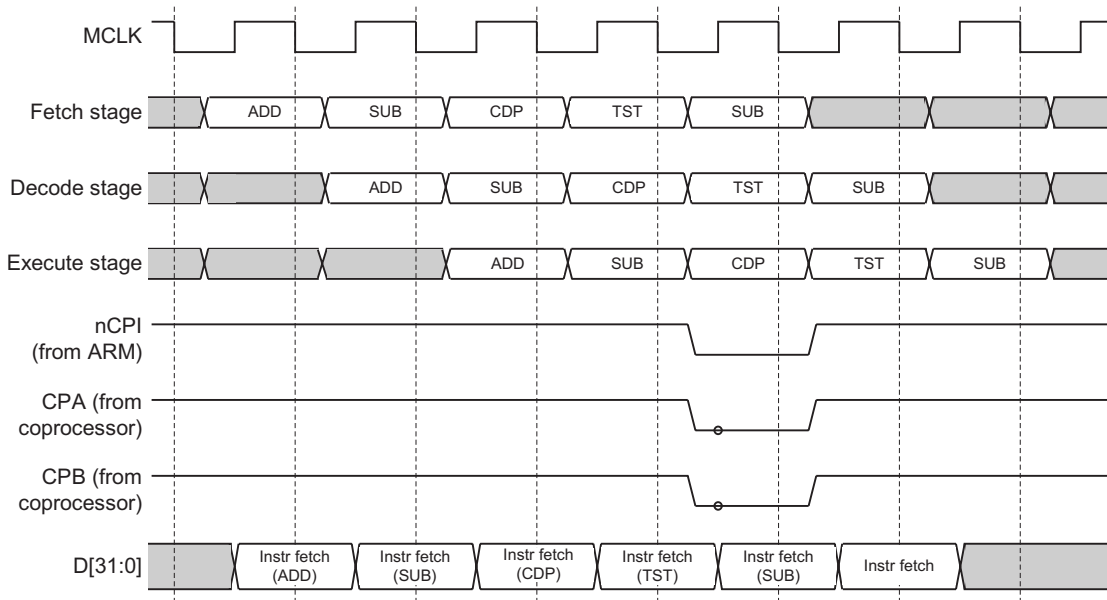 MCLK
Fetch stage ADD SUB CDP TST SUB
Decode stage ADD SUB CDP TST SUB
Execute stage ADD SUB CDP TST SUB
nCPI
(from ARM)
CPA (from
coprocessor)
CPB (from
coprocessor)
D[31:0] Instr fetch (ADD) Instr fetch (SUB) Instr fetch (CDP) Instr fetch (TST) Instr fetch (SUB) Instr fetch